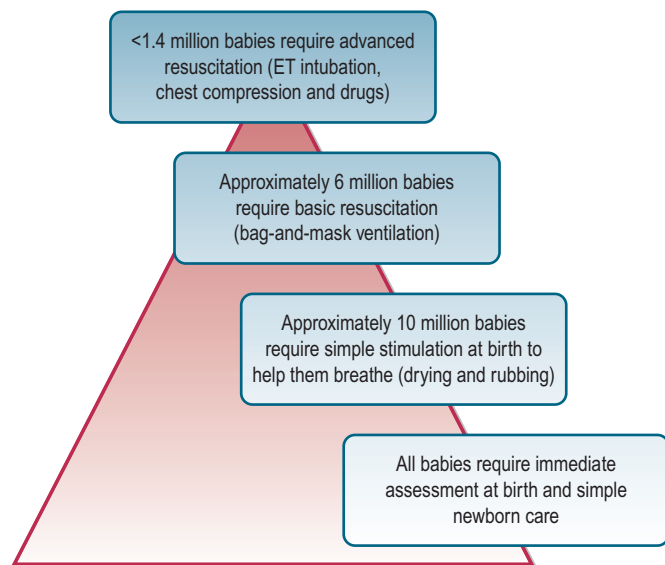 <1.4 million babies require advanced
resuscitation (ET intubation,
chest compression and drugs)
Approximately 6 million babies
require basic resuscitation
(bag-and-mask ventilation)
Approximately 10 million babies
require simple stimulation at birth to
help them breathe (drying and rubbing)
All babies require immediate
assessment at birth and simple
newborn care